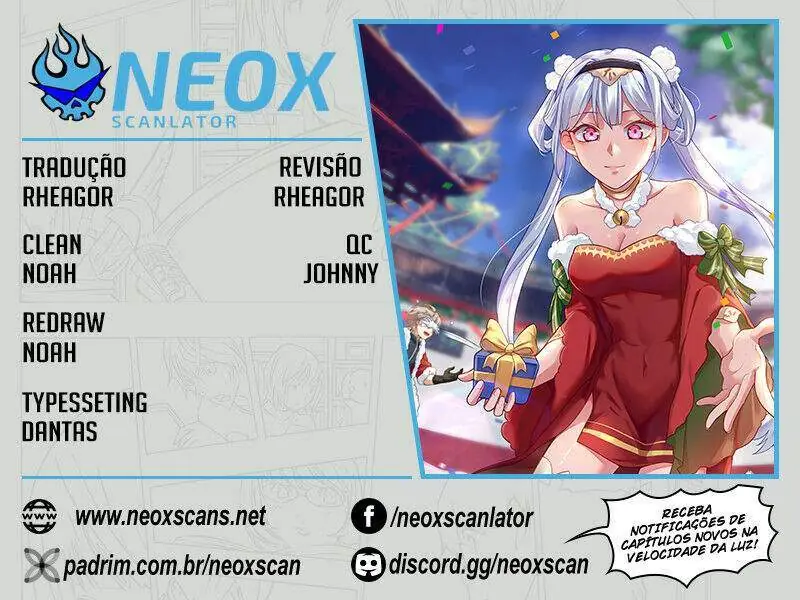 NEOX
SCANLATOR
TRADUÇÃO
RHEAGOR
REVISÃO
RHEAGOR
CLEAN
NOAH
QC
JOHNNY
REDRAW
NOAH
TYPESSETING
DANTAS
www.neoxscans.net
/neoxscanlator
padrim.com.br/neoxscan
discord.gg/neoxscan
RECEBA
NOTIFICAÇÕES DE
CAPÍTULOS NOVOS NA
VELOCIDADE DA LUZ!